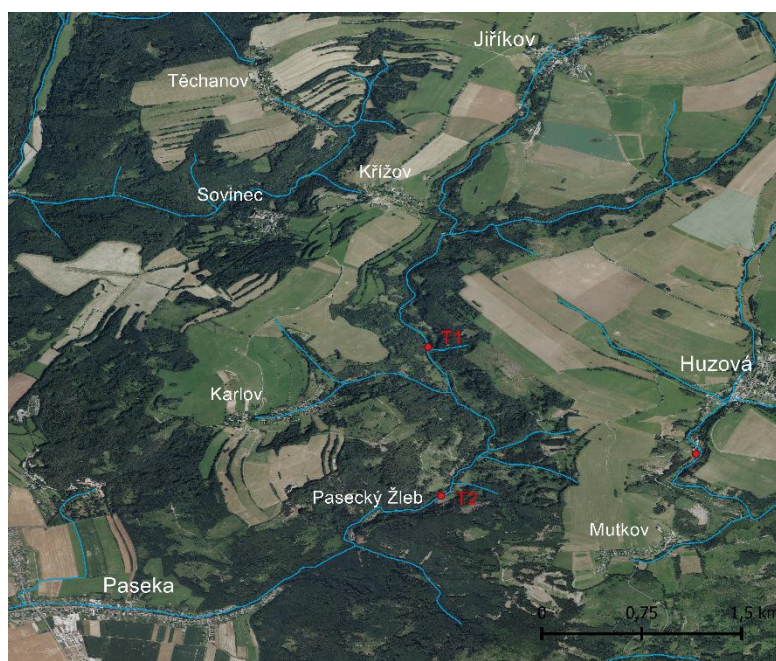 Jiříkov
Těchanov
Křížov
Sovinec
T1
Huzová
Karlov
Pasecký Žleb
T2
Mutkov
Paseka
0
0,75
1,5 km